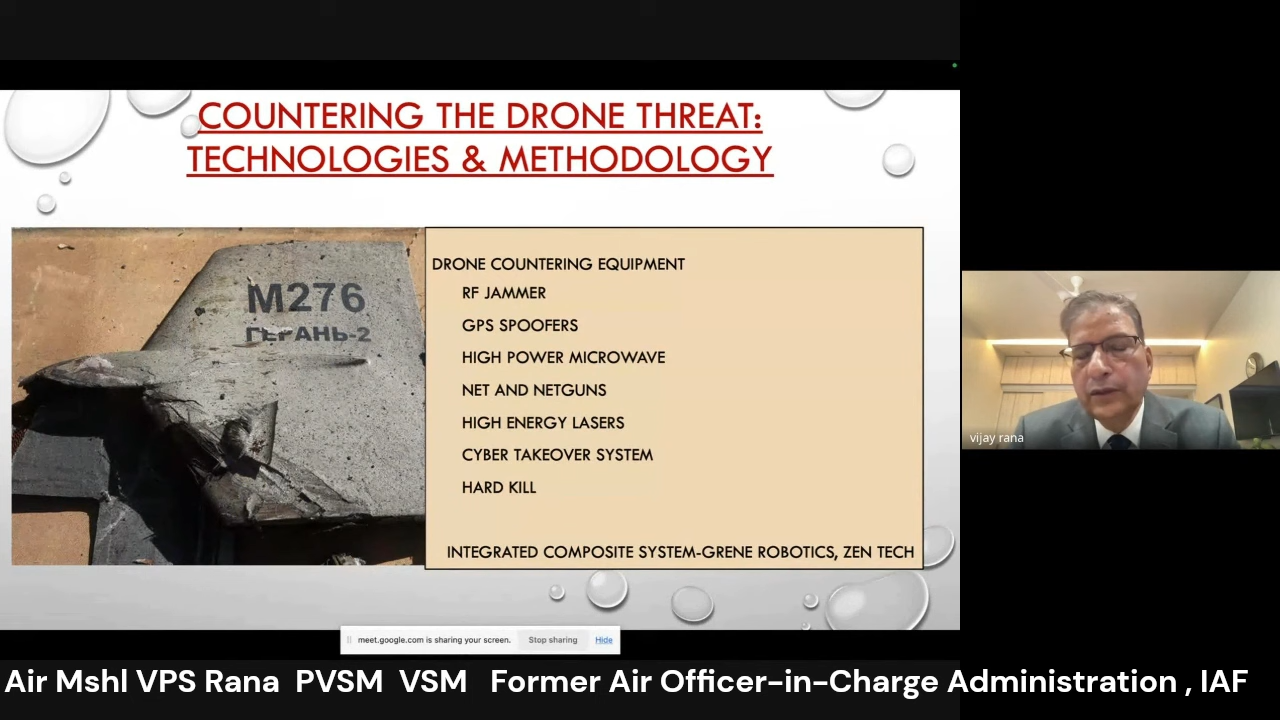 COUNTERING THE DRONE THREAT:
TECHNOLOGIES & METHODOLOGY
M276
ГЕРАНЬ-2
DRONE COUNTERING EQUIPMENT
RF JAMMER
GPS SPOOFERS
HIGH POWER MICROWAVE
NET AND NETGUNS
HIGH ENERGY LASERS
CYBER TAKEOVER SYSTEM
HARD KILL
INTEGRATED COMPOSITE SYSTEM-GRENE ROBOTICS, ZEN TECH
vijay rana
meet.google.com is sharing your screen. Stop sharing Hide
Air Mshl VPS Rana PVSM VSM Former Air Officer-in-Charge Administration , IAF